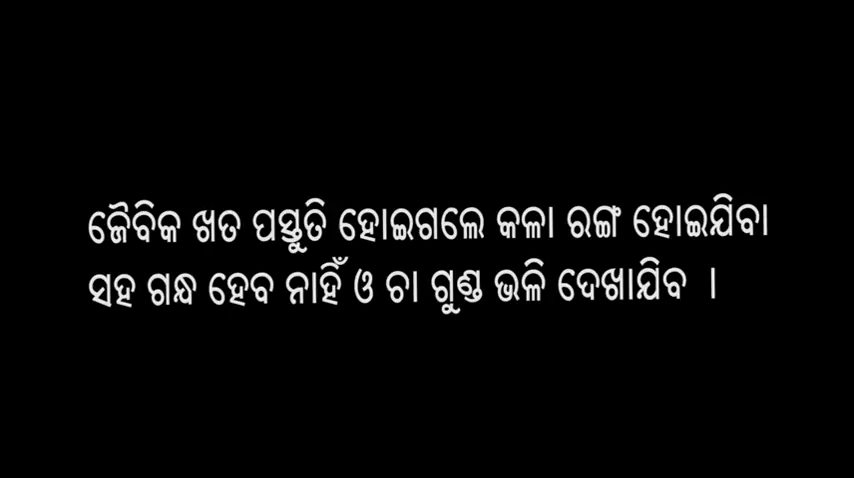 ଜୈବିକ ଖତ ପସ୍ତୁତି ହୋଇଗଲେ କଳା ରଙ୍ଗ ହୋଇଯିବା
ସହ ଗନ୍ଧ ହେବ ନାହିଁ ଓ ଚା ଗୁଣ୍ଡ ଭଳି ଦେଖାଯିବ ।